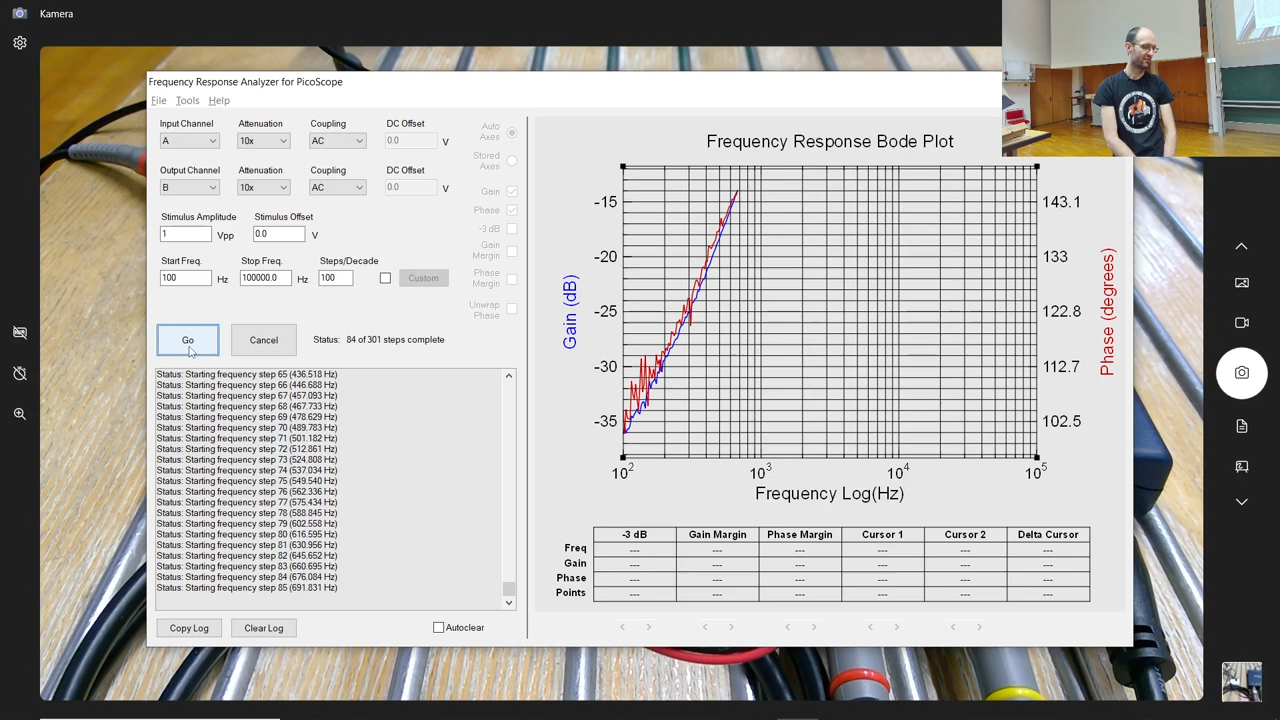 Kamera
Frequency Response Analyzer for PicoScope
File Tools Help
Input Channel Attenuation Coupling DC Offset
A 10x AC 0.0 V
Output Channel Attenuation Coupling DC Offset
B 10x AC 0.0 V
Stimulus Amplitude Stimulus Offset
1 Vpp 0.0 V
Start Freq. Stop Freq. Steps/Decade
100 Hz 100000.0 Hz 100 Custom
Auto Axes
Stored Axes
Gain
Phase
-3 dB
Gain Margin
Phase Margin
Unwrap Phase
Go Cancel Status: 84 of 301 steps complete
Status: Starting frequency step 65 (436.518 Hz)
Status: Starting frequency step 66 (446.688 Hz)
Status: Starting frequency step 67 (457.093 Hz)
Status: Starting frequency step 68 (467.733 Hz)
Status: Starting frequency step 69 (478.629 Hz)
Status: Starting frequency step 70 (489.783 Hz)
Status: Starting frequency step 71 (501.182 Hz)
Status: Starting frequency step 72 (512.861 Hz)
Status: Starting frequency step 73 (524.808 Hz)
Status: Starting frequency step 74 (537.034 Hz)
Status: Starting frequency step 75 (549.540 Hz)
Status: Starting frequency step 76 (562.336 Hz)
Status: Starting frequency step 77 (575.434 Hz)
Status: Starting frequency step 78 (588.845 Hz)
Status: Starting frequency step 79 (602.558 Hz)
Status: Starting frequency step 80 (616.595 Hz)
Status: Starting frequency step 81 (630.956 Hz)
Status: Starting frequency step 82 (645.652 Hz)
Status: Starting frequency step 83 (660.695 Hz)
Status: Starting frequency step 84 (676.084 Hz)
Status: Starting frequency step 85 (691.831 Hz)
Copy Log Clear Log Autoclear
Frequency Response Bode Plot
-15 143.1
-20 133
-25 122.8
-30 112.7
-35 102.5
Gain (dB)
Phase (degrees)
10² 10³ 10⁴ 10⁵
Frequency Log(Hz)
-3 dB Gain Margin Phase Margin Cursor 1 Cursor 2 Delta Cursor
Freq --- --- --- --- --- ---
Gain --- --- --- --- --- ---
Phase --- --- --- --- --- ---
Points --- --- --- --- --- ---